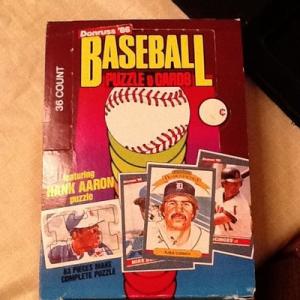 Donruss '86
BASEBALL
PUZZLE & CARDS
36 COUNT
featuring
HANK AARON
puzzle
63 PIECES MAKE
COMPLETE PUZZLE